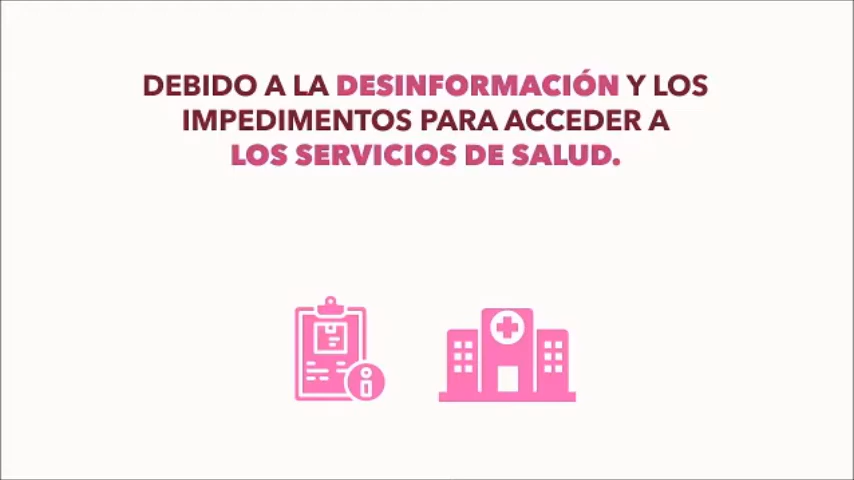 DEBIDO A LA DESINFORMACIÓN Y LOS
IMPEDIMENTOS PARA ACCEDER A
LOS SERVICIOS DE SALUD.